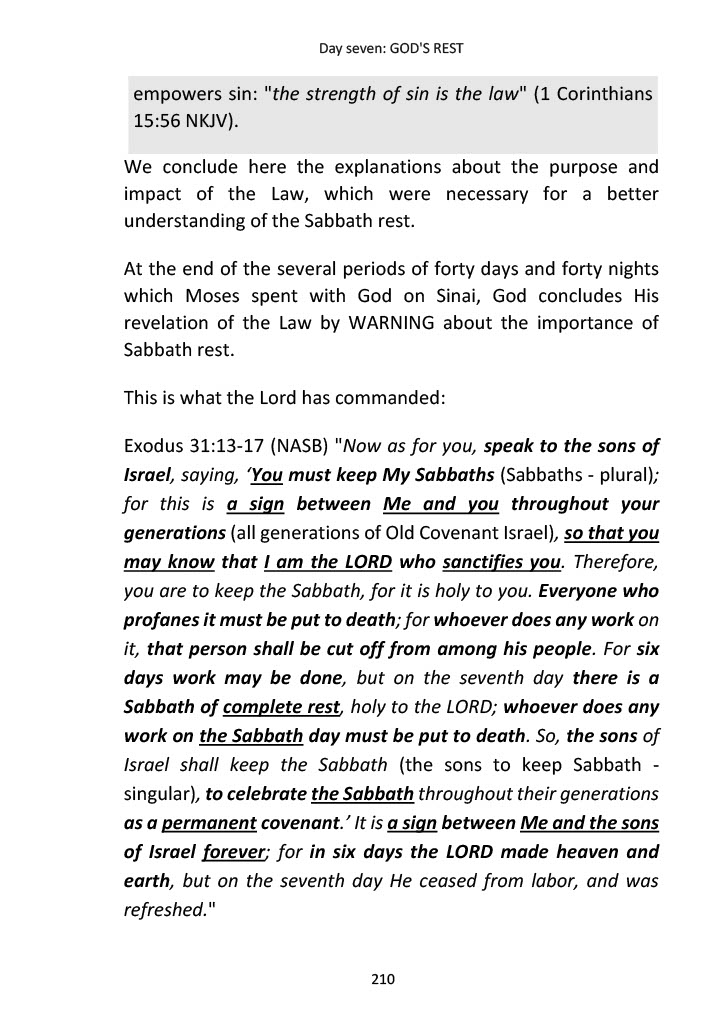 Day seven: GOD'S REST
empowers sin: "the strength of sin is the law" (1 Corinthians
15:56 NKJV).
We conclude here the explanations about the purpose and
impact of the Law, which were necessary for a better
understanding of the Sabbath rest.
At the end of the several periods of forty days and forty nights
which Moses spent with God on Sinai, God concludes His
revelation of the Law by WARNING about the importance of
Sabbath rest.
This is what the Lord has commanded:
Exodus 31:13-17 (NASB) "Now as for you, speak to the sons of
Israel, saying, ‘You must keep My Sabbaths (Sabbaths - plural);
for this is a sign between Me and you throughout your
generations (all generations of Old Covenant Israel), so that you
may know that I am the LORD who sanctifies you. Therefore,
you are to keep the Sabbath, for it is holy to you. Everyone who
profanes it must be put to death; for whoever does any work on
it, that person shall be cut off from among his people. For six
days work may be done, but on the seventh day there is a
Sabbath of complete rest, holy to the LORD; whoever does any
work on the Sabbath day must be put to death. So, the sons of
Israel shall keep the Sabbath (the sons to keep Sabbath -
singular), to celebrate the Sabbath throughout their generations
as a permanent covenant.’ It is a sign between Me and the sons
of Israel forever; for in six days the LORD made heaven and
earth, but on the seventh day He ceased from labor, and was
refreshed."
210